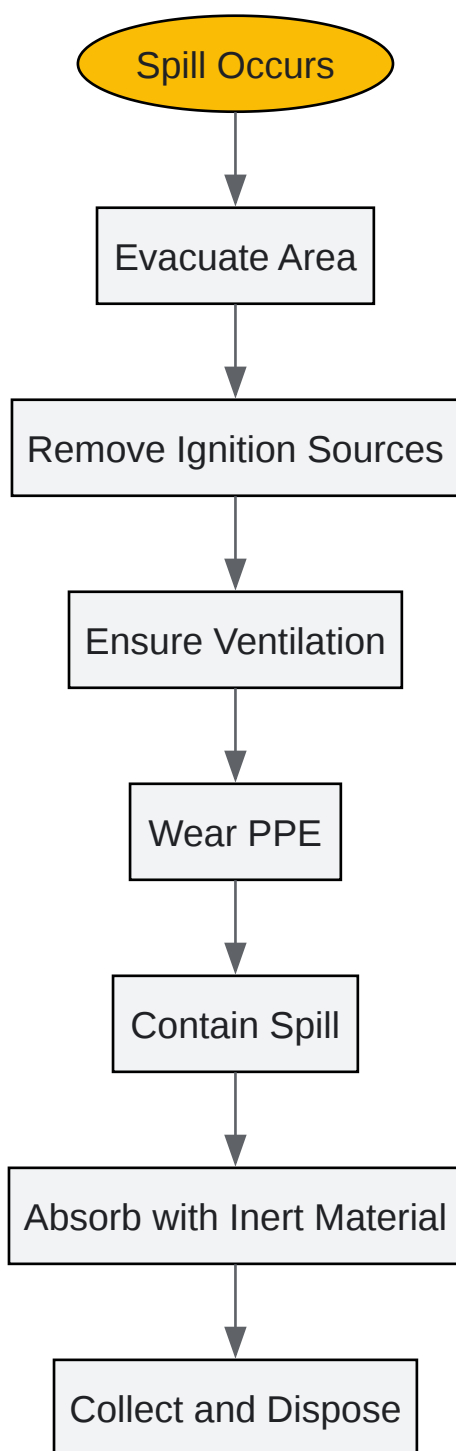 Spill Occurs
Evacuate Area
Remove Ignition Sources
Ensure Ventilation
Wear PPE
Contain Spill
Absorb with Inert Material
Collect and Dispose